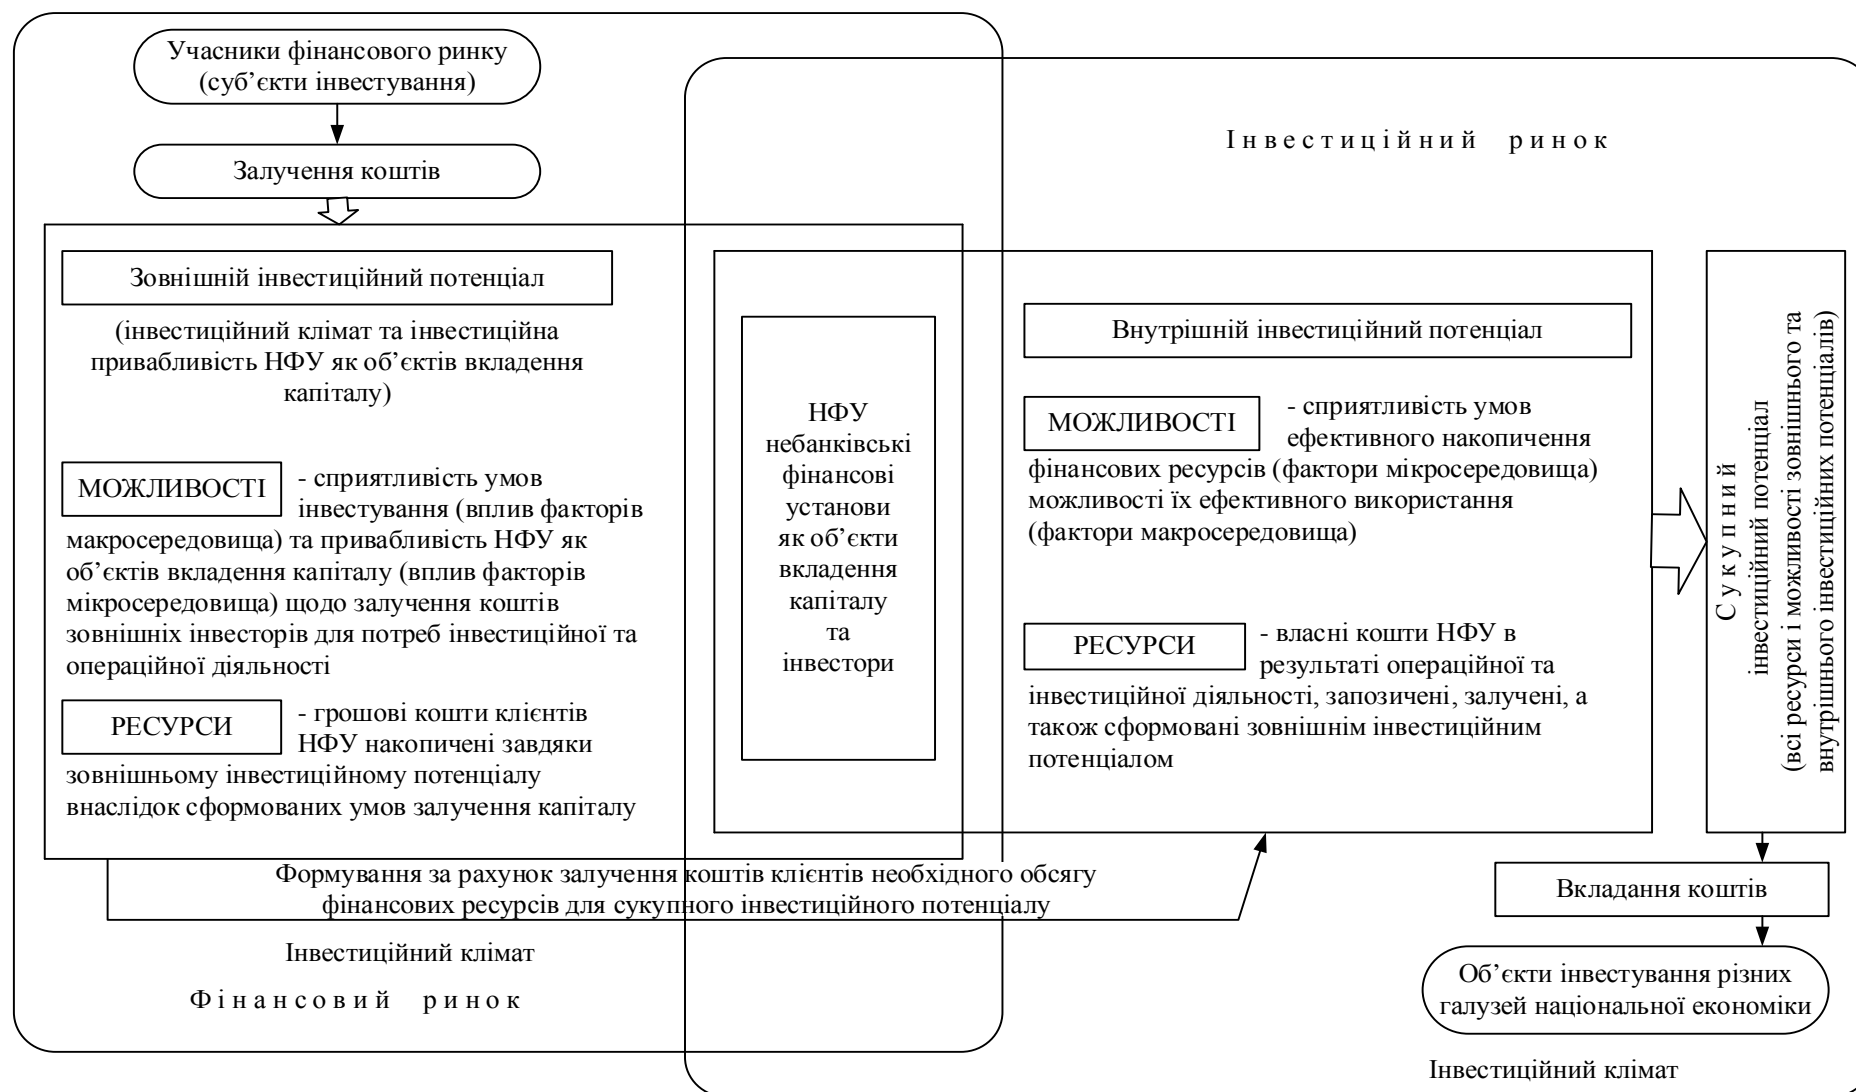 Учасники фінансового ринку
(суб’єкти інвестування)
Залучення коштів
І н в е с т и ц і й н и й р и н о к
Зовнішній інвестиційний потенціал
(інвестиційний клімат та інвестиційна
привабливість НФУ як об’єктів вкладення
капіталу)
МОЖЛИВОСТІ
- сприятливість умов
інвестування (вплив факторів
макросередовища) та привабливість НФУ як
об’єктів вкладення капіталу (вплив факторів
мікросередовища) щодо залучення коштів
зовнішніх інвесторів для потреб інвестиційної та
операційної діяльності
РЕСУРСИ
- грошові кошти клієнтів
НФУ накопичені завдяки
зовнішньому інвестиційному потенціалу
внаслідок сформованих умов залучення капіталу
НФУ
небанківські
фінансові
установи
як об’єкти
вкладення
капіталу
та
інвестори
Внутрішній інвестиційний потенціал
МОЖЛИВОСТІ
- сприятливість умов
ефективного накопичення
фінансових ресурсів (фактори мікросередовища)
можливості їх ефективного використання
(фактори макросередовища)
РЕСУРСИ
- власні кошти НФУ в
результаті операційної та
інвестиційної діяльності, запозичені, залучені, а
також сформовані зовнішнім інвестиційним
потенціалом
С у к у п н и й
інвестиційний потенціал
(всі ресурси і можливості зовнішнього та
внутрішнього інвестиційних потенціалів)
Формування за рахунок залучення коштів клієнтів необхідного обсягу
фінансових ресурсів для сукупного інвестиційного потенціалу
Інвестиційний клімат
Ф і н а н с о в и й р и н о к
Вкладання коштів
Об’єкти інвестування різних
галузей національної економіки
Інвестиційний клімат